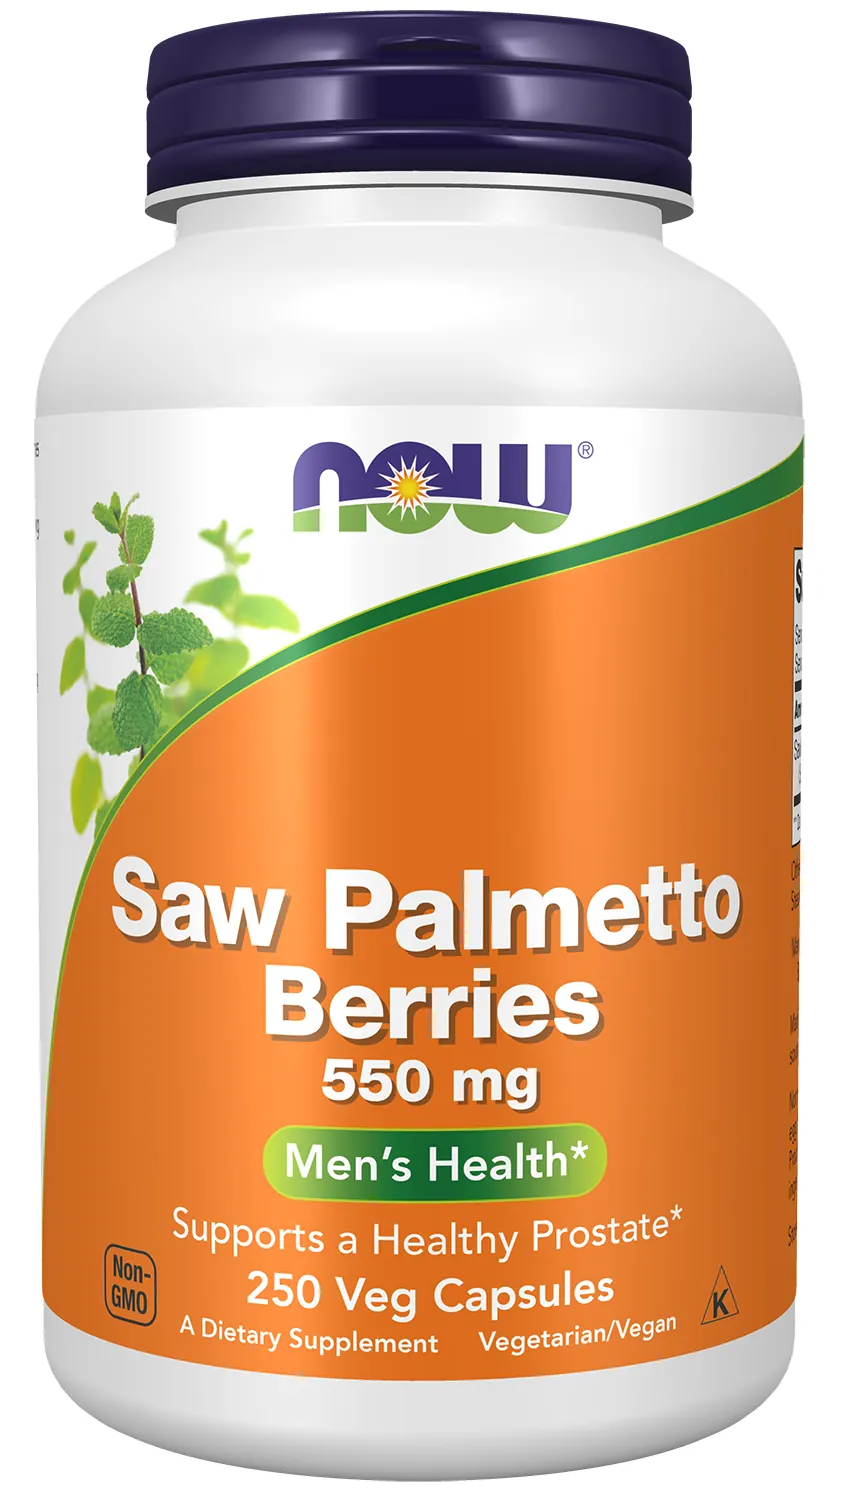 now®
Saw Palmetto
Berries
550 mg
Men's Health*
Supports a Healthy Prostate*
250 Veg Capsules
Non-
GMO
A Dietary Supplement
Vegetarian/Vegan
K